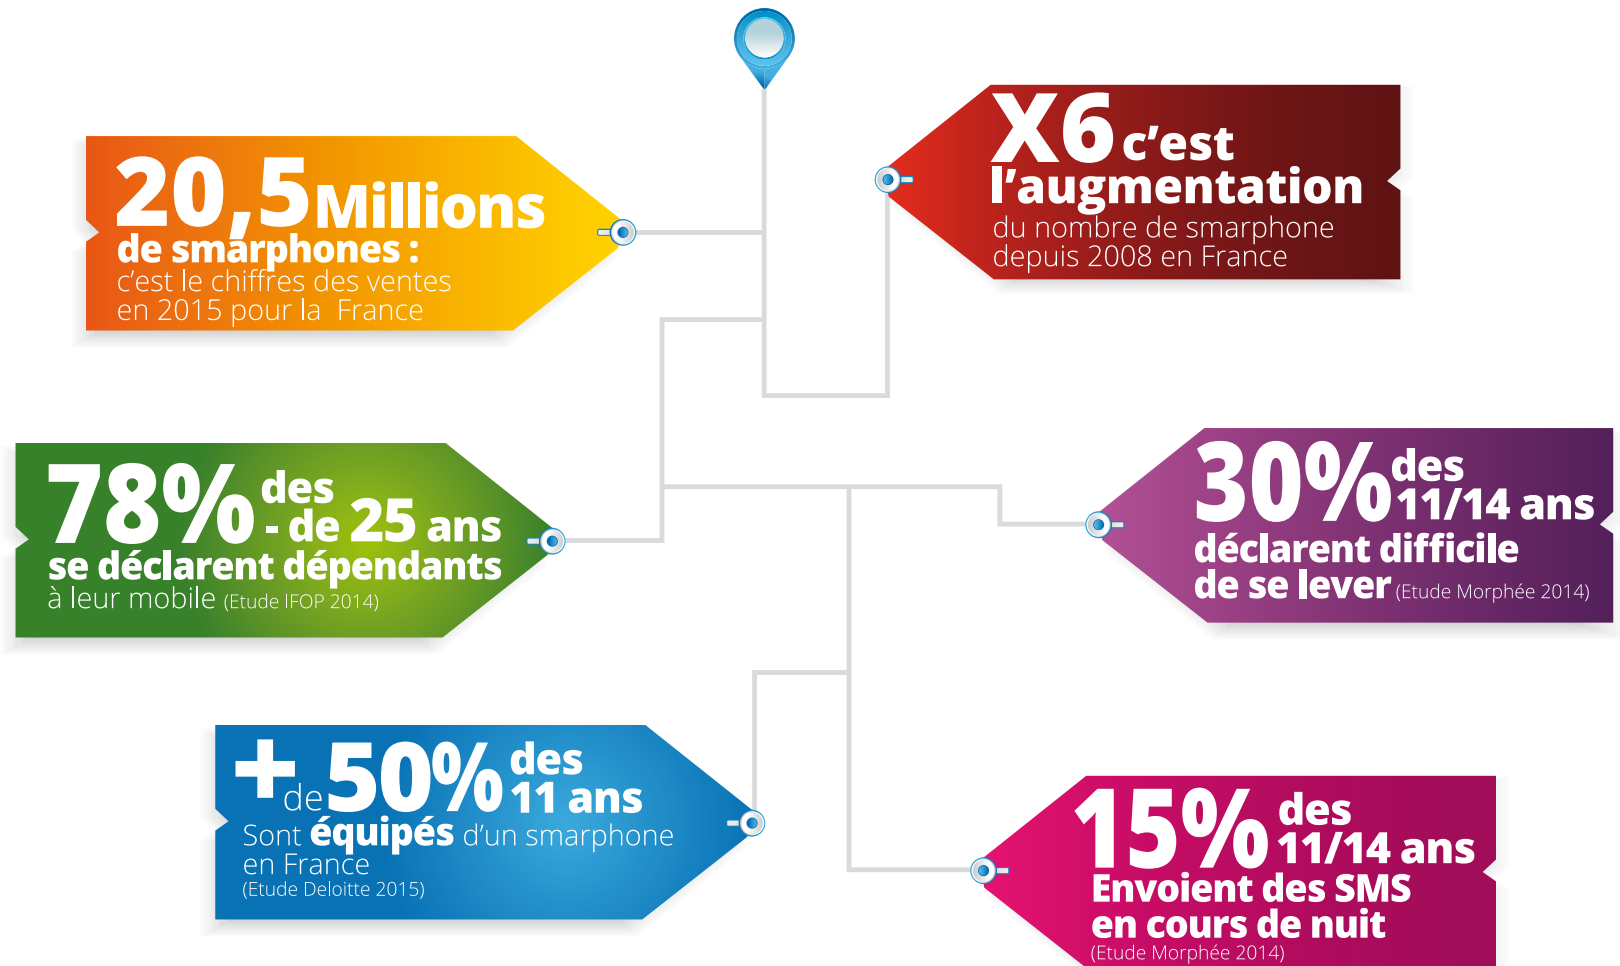 20,5 Millions
de smarphones :
c'est le chiffres des ventes
en 2015 pour la France
X6 c'est
l'augmentation
du nombre de smarphone
depuis 2008 en France
78% des
- de 25 ans
se déclarent dépendants
à leur mobile (Etude IFOP 2014)
30% des
11/14 ans
déclarent difficile
de se lever (Etude Morphée 2014)
+ de 50% des
11 ans
Sont équipés d'un smarphone
en France
(Etude Deloitte 2015)
15% des
11/14 ans
Envoient des SMS
en cours de nuit
(Etude Morphée 2014)